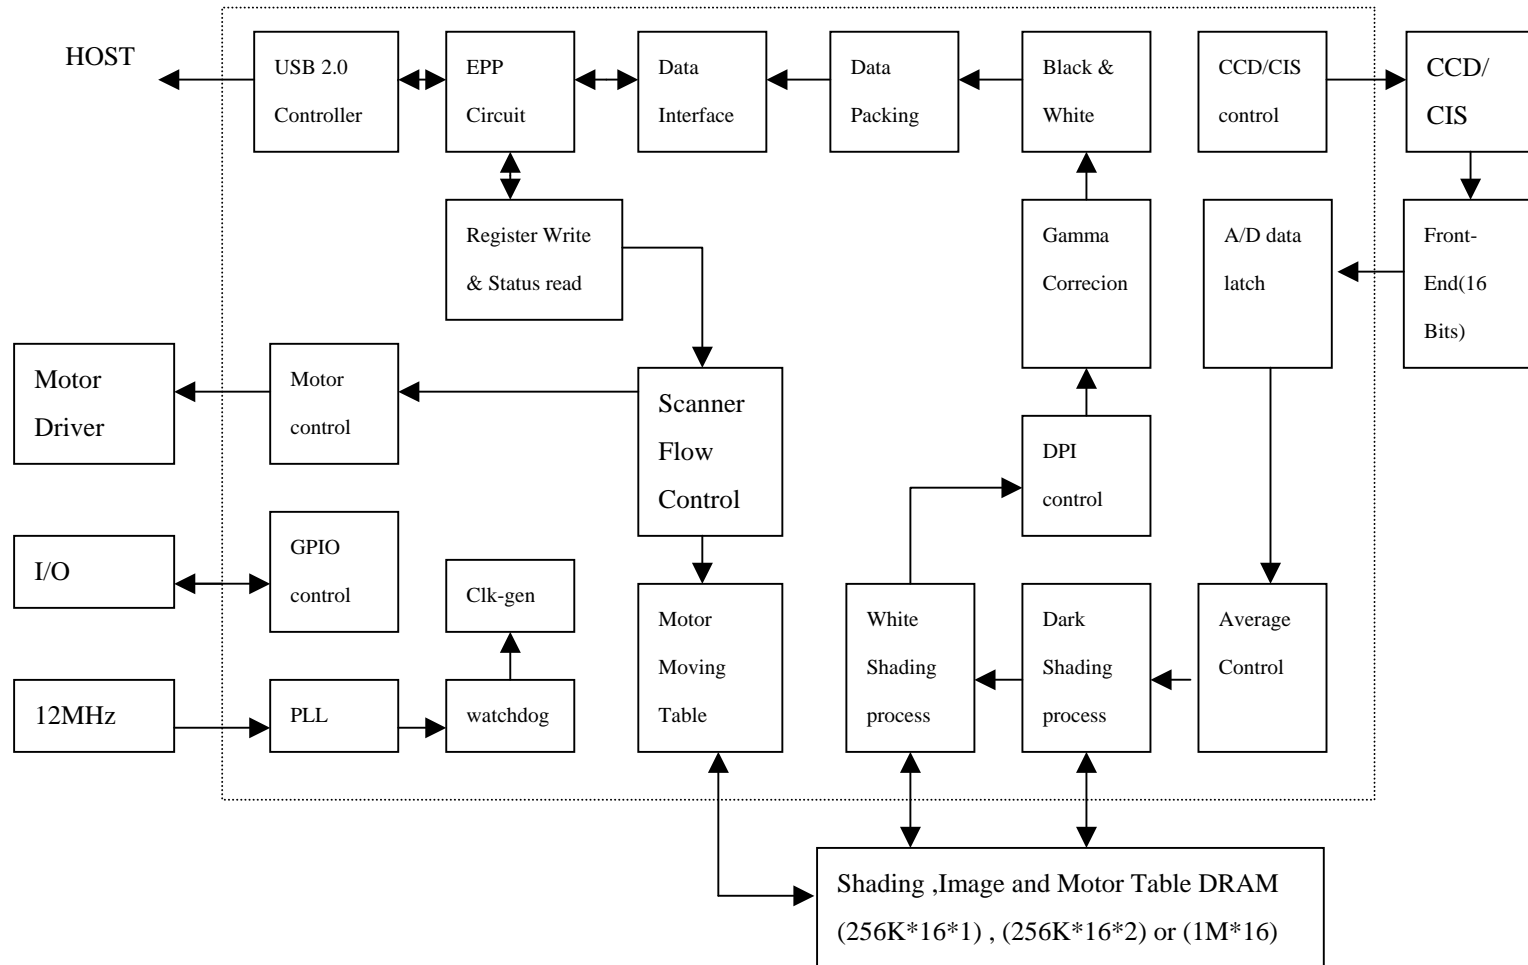 HOST
USB 2.0
Controller
EPP
Circuit
Data
Interface
Data
Packing
Black &
White
CCD/CIS
control
CCD/
CIS
Register Write
& Status read
Gamma
Correcion
A/D data
latch
Front-
End(16
Bits)
Motor
Driver
Motor
control
Scanner
Flow
Control
DPI
control
I/O
GPIO
control
Clk-gen
Motor
Moving
Table
White
Shading
process
Dark
Shading
process
Average
Control
12MHz
PLL
watchdog
Shading ,Image and Motor Table DRAM
(256K*16*1) , (256K*16*2) or (1M*16)